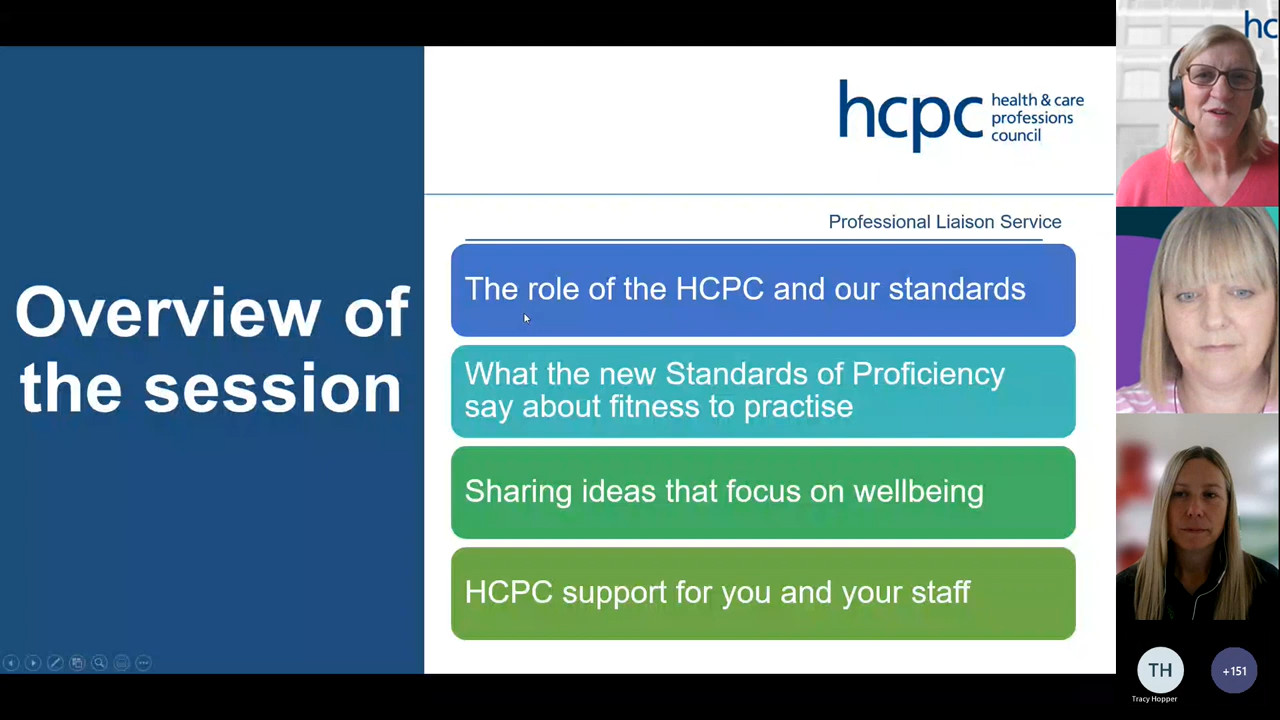 Overview of
the session
hcpc
health & care
professions
council
Professional Liaison Service
The role of the HCPC and our standards
What the new Standards of Proficiency
say about fitness to practise
Sharing ideas that focus on wellbeing
HCPC support for you and your staff
hc
TH
Tracy Hopper
+151